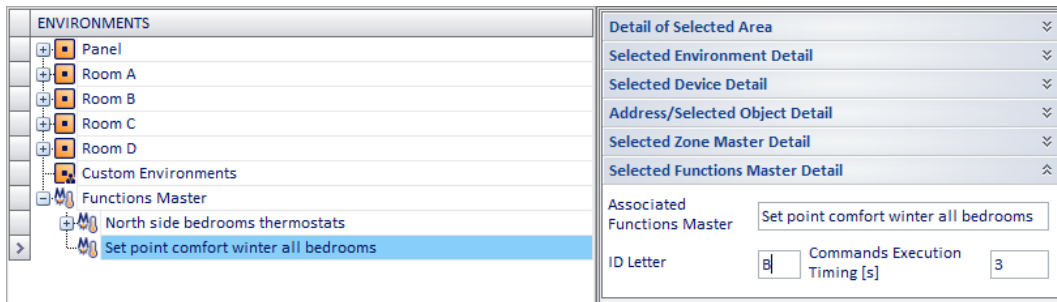 ENVIRONMENTS
Panel
Room A
Room B
Room C
Room D
Custom Environments
Functions Master
North side bedrooms thermostats
Set point comfort winter all bedrooms
Detail of Selected Area
Selected Environment Detail
Selected Device Detail
Address/Selected Object Detail
Selected Zone Master Detail
Selected Functions Master Detail
Associated
Functions Master
Set point comfort winter all bedrooms
ID Letter
B
Commands Execution
Timing [s]
3